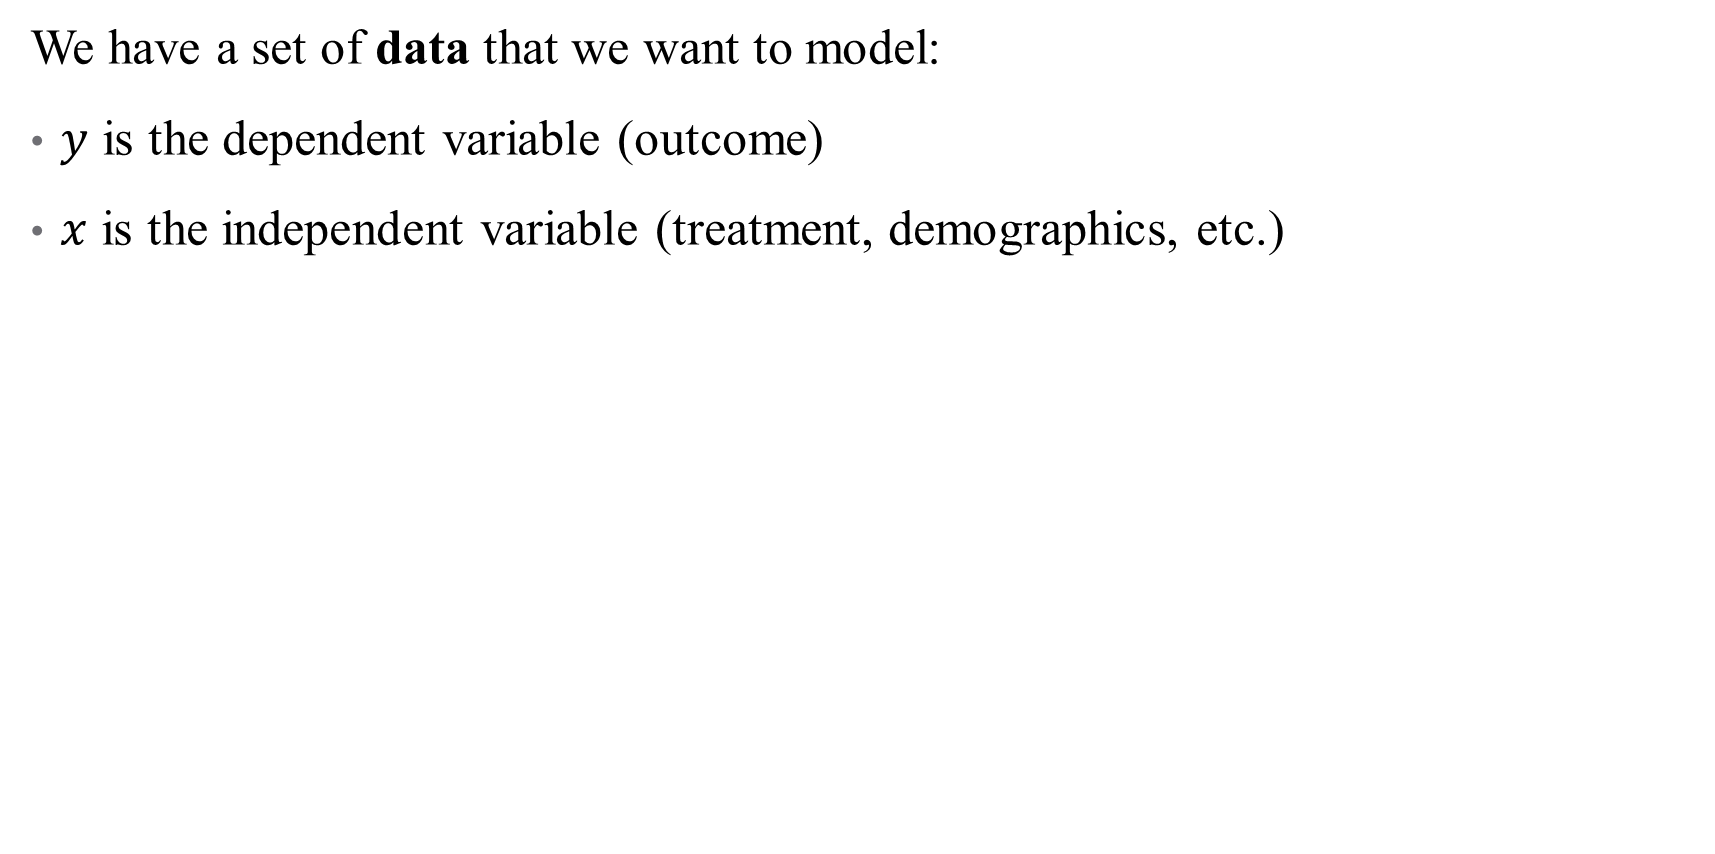 We have a set of data that we want to model:
• y is the dependent variable (outcome)
• x is the independent variable (treatment, demographics, etc.)